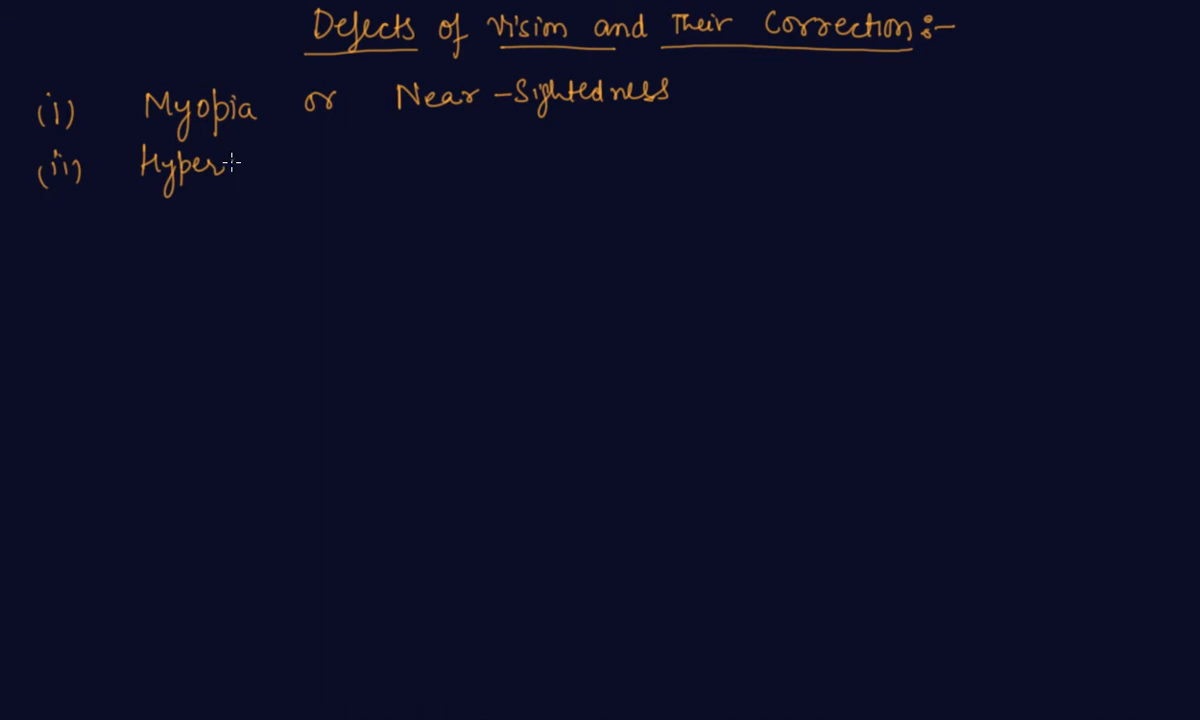 Defects of Vision and Their Correction:-
(i) Myopia or Near-Sightedness
(ii) Hyper